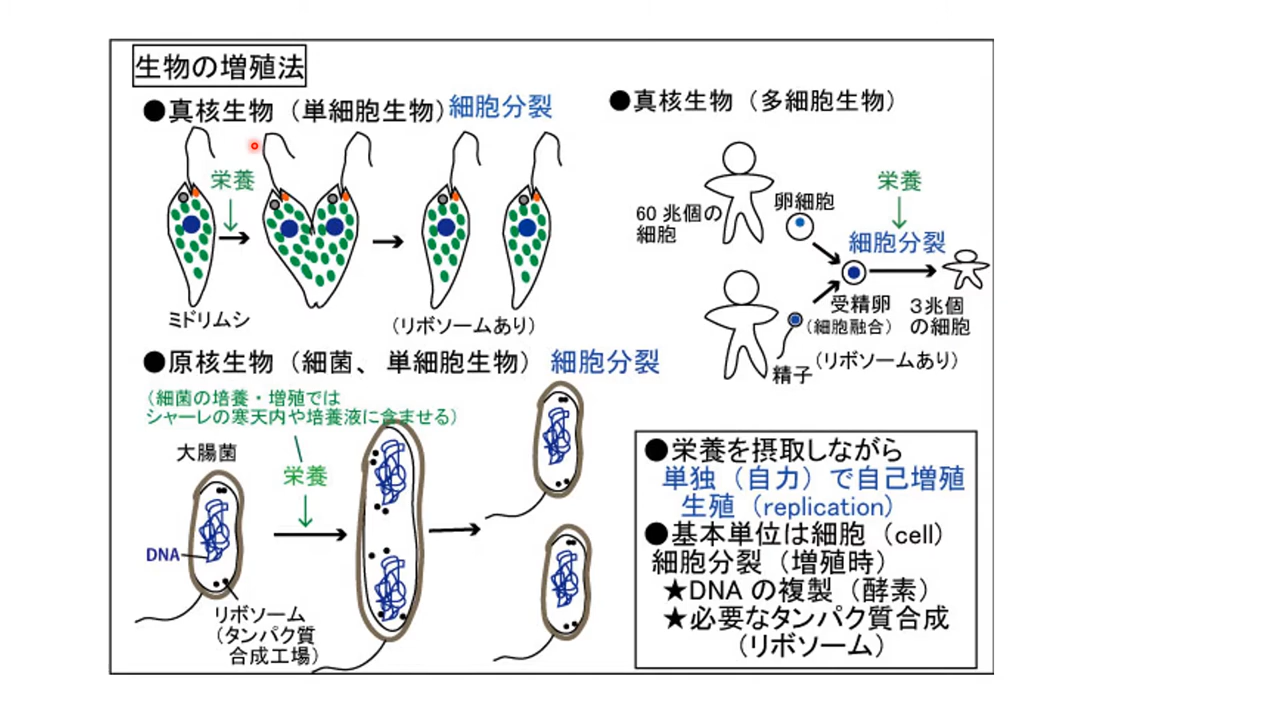 生物の増殖法
●真核生物（単細胞生物）細胞分裂
栄養
ミドリムシ
（リボソームあり）
●真核生物（多細胞生物）
60 兆個の
細胞
卵細胞
栄養
細胞分裂
受精卵
（細胞融合）
3兆個
の細胞
精子
（リボソームあり）
●原核生物（細菌、単細胞生物） 細胞分裂
（細菌の培養・増殖では
シャーレの寒天内や培養液に含ませる）
大腸菌
栄養
DNA
リボソーム
（タンパク質
合成工場）
●栄養を摂取しながら
単独（自力）で自己増殖
生殖（replication）
●基本単位は細胞（cell）
細胞分裂（増殖時）
★DNA の複製（酵素）
★必要なタンパク質合成
（リボソーム）